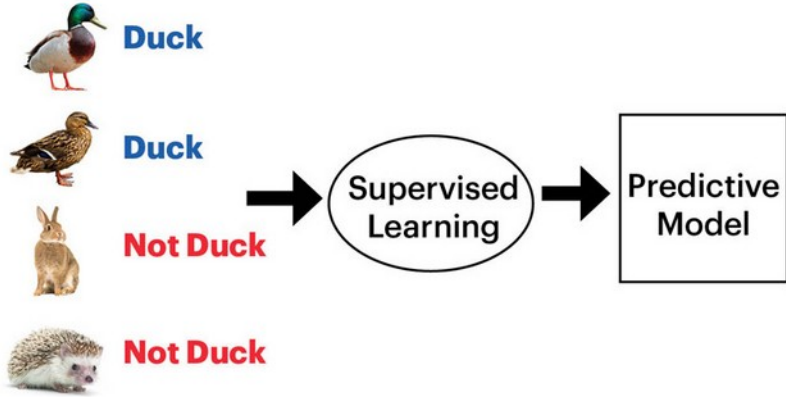 Duck
Duck
Not Duck
Not Duck
Supervised
Learning
Predictive
Model